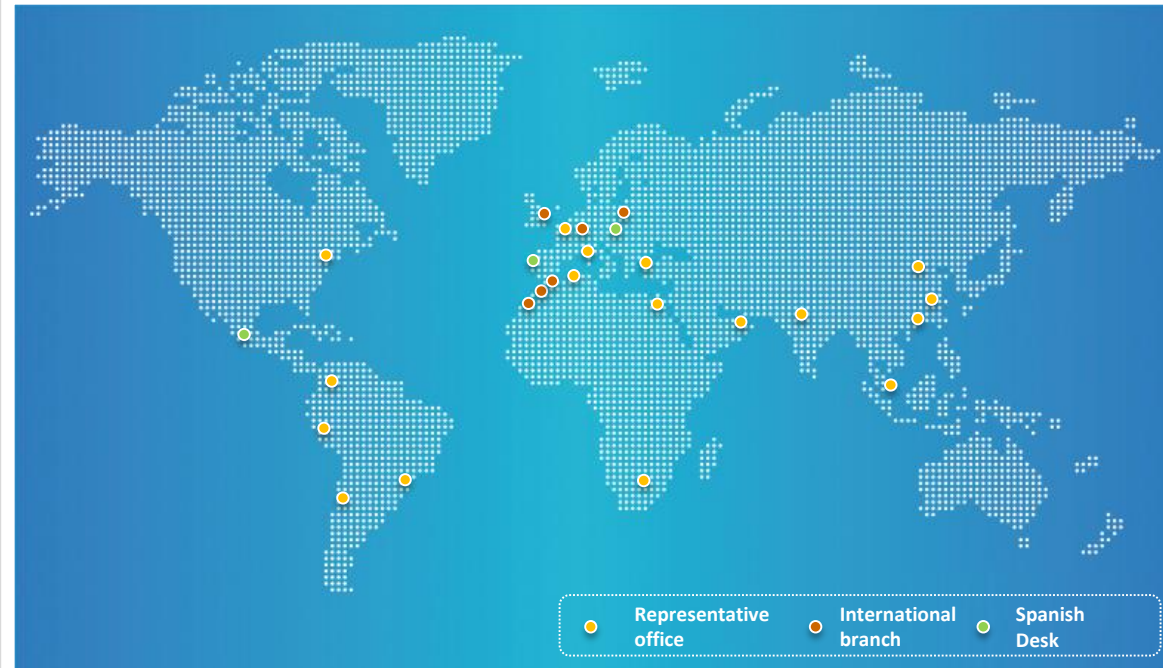 Representative
office
International
branch
Spanish
Desk